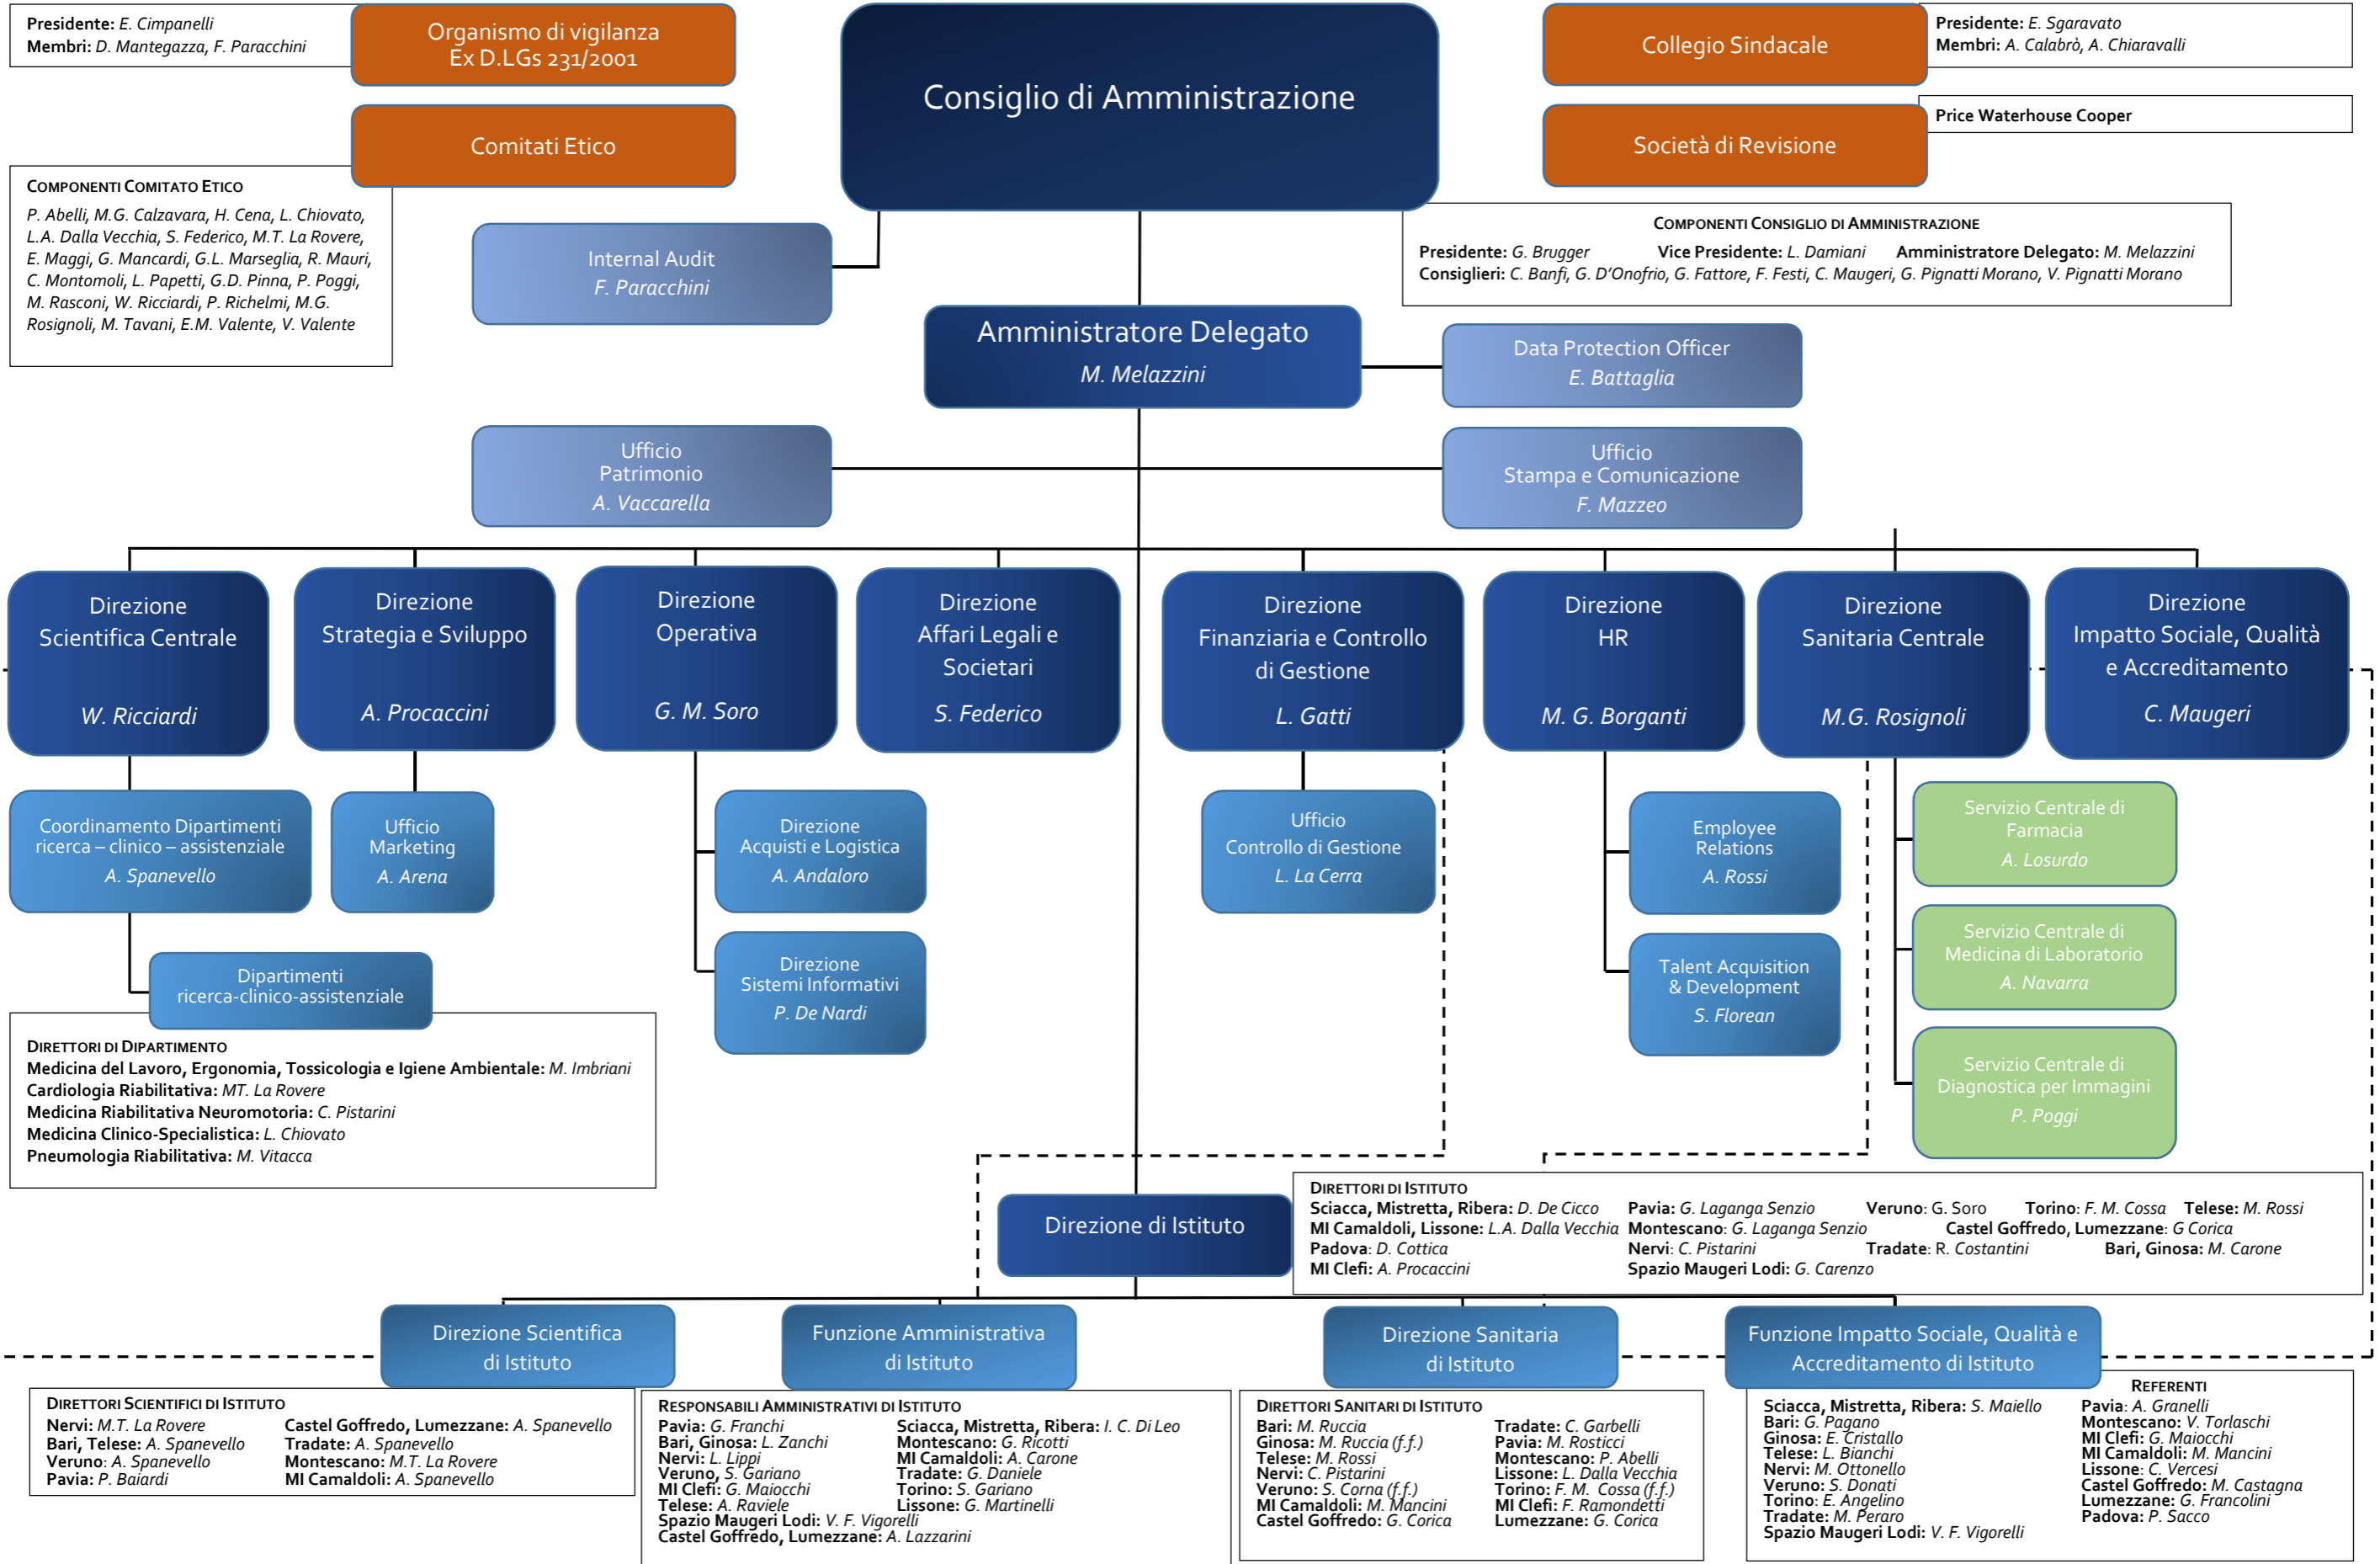 Presidente: E. Cimpanelli
Membri: D. Mantegazza, F. Paracchini
Organismo di vigilanza
Ex D.LGs 231/2001
Consiglio di Amministrazione
Collegio Sindacale
Presidente: E. Sgaravato
Membri: A. Calabrò, A. Chiaravalli
Comitati Etico
Società di Revisione
Price Waterhouse Cooper
COMPONENTI COMITATO ETICO
P. Abelli, M.G. Calzavara, H. Cena, L. Chiovato,
L.A. Dalla Vecchia, S. Federico, M.T. La Rovere,
E. Maggi, G. Mancardi, G.L. Marseglia, R. Mauri,
C. Montomoli, L. Papetti, G.D. Pinna, P. Poggi,
M. Rasconi, W. Ricciardi, P. Richelmi, M.G.
Rosignoli, M. Tavani, E.M. Valente, V. Valente
Internal Audit
F. Paracchini
COMPONENTI CONSIGLIO DI AMMINISTRAZIONE
Presidente: G. Brugger Vice Presidente: L. Damiani Amministratore Delegato: M. Melazzini
Consiglieri: C. Banfi, G. D’Onofrio, G. Fattore, F. Festi, C. Maugeri, G. Pignatti Morano, V. Pignatti Morano
Amministratore Delegato
M. Melazzini
Data Protection Officer
E. Battaglia
Ufficio
Patrimonio
A. Vaccarella
Ufficio
Stampa e Comunicazione
F. Mazzeo
Direzione
Scientifica Centrale
W. Ricciardi
Direzione
Strategia e Sviluppo
A. Procaccini
Direzione
Operativa
G. M. Soro
Direzione
Affari Legali e
Societari
S. Federico
Direzione
Finanziaria e Controllo
di Gestione
L. Gatti
Direzione
HR
M. G. Borganti
Direzione
Sanitaria Centrale
M.G. Rosignoli
Direzione
Impatto Sociale, Qualità
e Accreditamento
C. Maugeri
Coordinamento Dipartimenti
ricerca – clinico – assistenziale
A. Spanevello
Ufficio
Marketing
A. Arena
Direzione
Acquisti e Logistica
A. Andaloro
Ufficio
Controllo di Gestione
L. La Cerra
Employee
Relations
A. Rossi
Servizio Centrale di
Farmacia
A. Losurdo
Dipartimenti
ricerca-clinico-assistenziale
Direzione
Sistemi Informativi
P. De Nardi
Talent Acquisition
& Development
S. Florean
Servizio Centrale di
Medicina di Laboratorio
A. Navarra
Servizio Centrale di
Diagnostica per Immagini
P. Poggi
DIRETTORI DI DIPARTIMENTO
Medicina del Lavoro, Ergonomia, Tossicologia e Igiene Ambientale: M. Imbriani
Cardiologia Riabilitativa: MT. La Rovere
Medicina Riabilitativa Neuromotoria: C. Pistarini
Medicina Clinico-Specialistica: L. Chiovato
Pneumologia Riabilitativa: M. Vitacca
Direzione di Istituto
DIRETTORI DI ISTITUTO
Sciacca, Mistretta, Ribera: D. De Cicco Pavia: G. Laganga Senzio Veruno: G. Soro Torino: F. M. Cossa Telese: M. Rossi
MI Camaldoli, Lissone: L.A. Dalla Vecchia Montescano: G. Laganga Senzio Castel Goffredo, Lumezzane: G Corica
Padova: D. Cottica Nervi: C. Pistarini Tradate: R. Costantini Bari, Ginosa: M. Carone
MI Clefi: A. Procaccini Spazio Maugeri Lodi: G. Carenzo
Direzione Scientifica
di Istituto
Funzione Amministrativa
di Istituto
Direzione Sanitaria
di Istituto
Funzione Impatto Sociale, Qualità e
Accreditamento di Istituto
DIRETTORI SCIENTIFICI DI ISTITUTO
Nervi: M.T. La Rovere Castel Goffredo, Lumezzane: A. Spanevello
Bari, Telese: A. Spanevello Tradate: A. Spanevello
Veruno: A. Spanevello Montescano: M.T. La Rovere
Pavia: P. Baiardi MI Camaldoli: A. Spanevello
RESPONSABILI AMMINISTRATIVI DI ISTITUTO
Pavia: G. Franchi Sciacca, Mistretta, Ribera: I. C. Di Leo
Bari, Ginosa: L. Zanchi Montescano: G. Ricotti
Nervi: L. Lippi MI Camaldoli: A. Carone
Veruno, S. Gariano Tradate: G. Daniele
MI Clefi: G. Maiocchi Torino: S. Gariano
Telese: A. Raviele Lissone: G. Martinelli
Spazio Maugeri Lodi: V. F. Vigorelli
Castel Goffredo, Lumezzane: A. Lazzarini
DIRETTORI SANITARI DI ISTITUTO
Bari: M. Ruccia Tradate: C. Garbelli
Ginosa: M. Ruccia (f.f.) Pavia: M. Rosticci
Telese: M. Rossi Montescano: P. Abelli
Nervi: C. Pistarini Lissone: L. Dalla Vecchia
Veruno: S. Corna (f.f.) Torino: F. M. Cossa (f.f.)
MI Camaldoli: M. Mancini MI Clefi: F. Ramondetti
Castel Goffredo: G. Corica Lumezzane: G. Corica
REFERENTI
Sciacca, Mistretta, Ribera: S. Maiello Pavia: A. Granelli
Bari: G. Pagano Montescano: V. Torlaschi
Ginosa: E. Cristallo MI Clefi: G. Maiocchi
Telese: L. Bianchi MI Camaldoli: M. Mancini
Nervi: M. Ottonello Lissone: C. Vercesi
Veruno: S. Donati Castel Goffredo: M. Castagna
Torino: E. Angelino Lumezzane: G. Francolini
Tradate: M. Peraro Padova: P. Sacco
Spazio Maugeri Lodi: V. F. Vigorelli